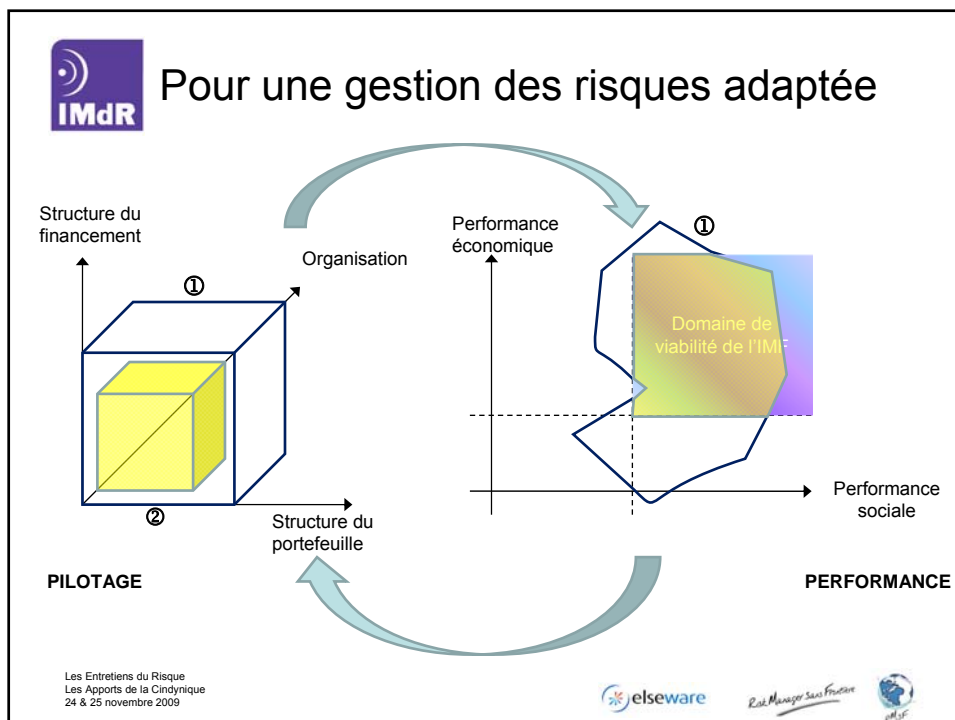 IMdR
Pour une gestion des risques adaptée
Structure du
financement
Organisation
①
②
Structure du
portefeuille
PILOTAGE
Performance
économique
①
Domaine de
viabilité de l'IMF
Performance
sociale
PERFORMANCE
Les Entretiens du Risque
Les Apports de la Cindynique
24 & 25 novembre 2009
elseware
Risk Manager Sans Frontière